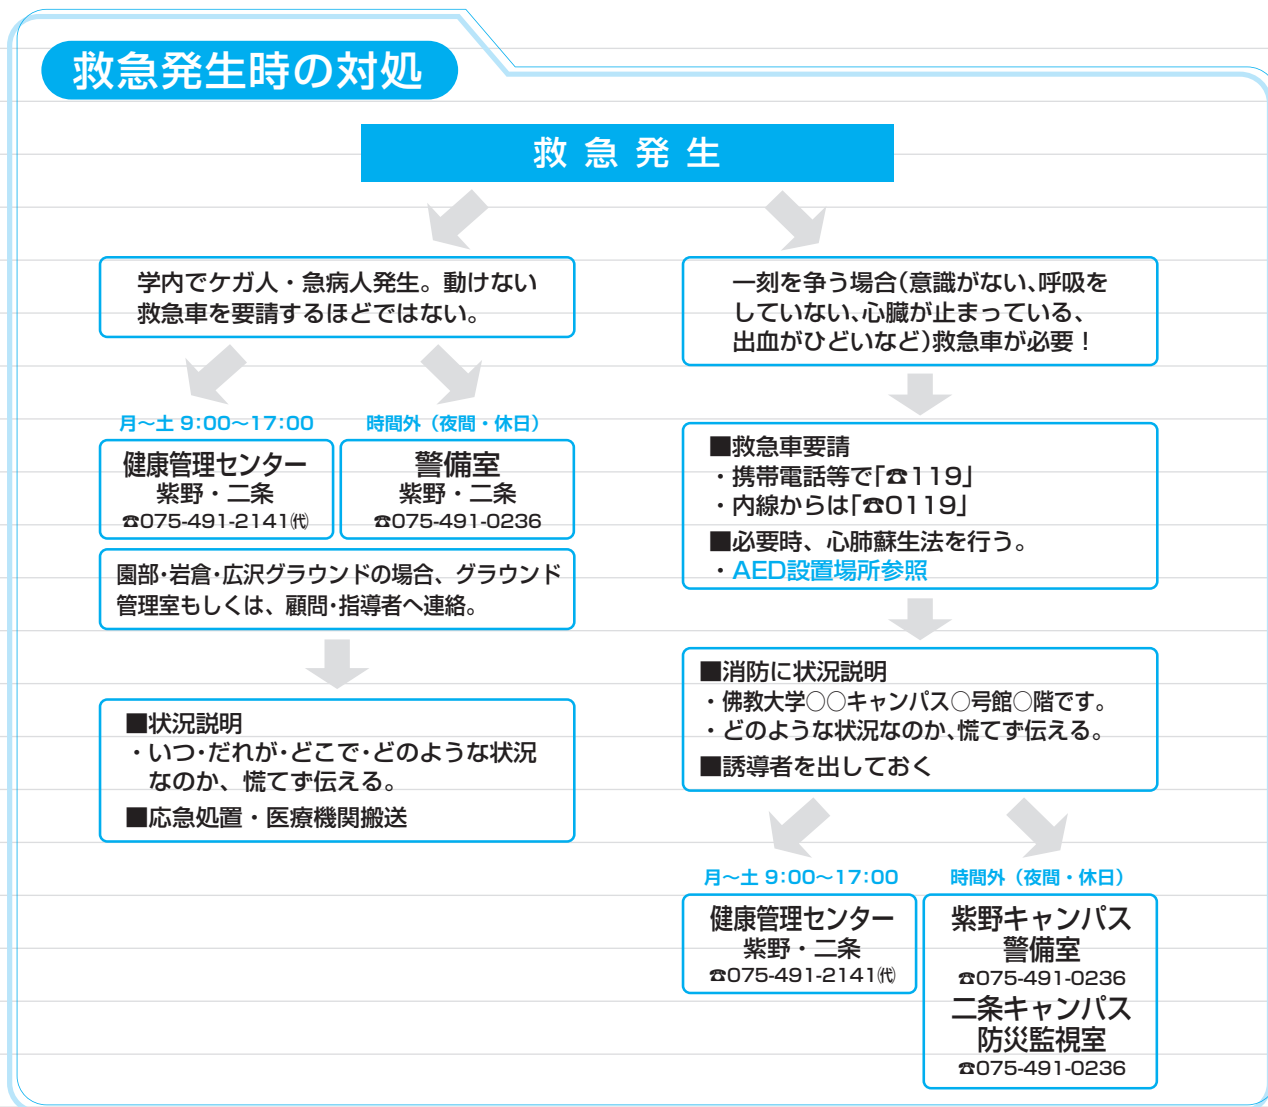 救急発生時の対処
救急発生
学内でケガ人・急病人発生。動けない
救急車を要請するほどではない。
月〜土 9:00〜17:00
健康管理センター
紫野・二条
☎075-491-2141㈹
時間外（夜間・休日）
警備室
紫野・二条
☎075-491-0236
園部・岩倉・広沢グラウンドの場合、グラウンド
管理室もしくは、顧問・指導者へ連絡。
■状況説明
・いつ・だれが・どこで・どのような状況
なのか、慌てず伝える。
■応急処置・医療機関搬送
一刻を争う場合（意識がない、呼吸を
していない、心臓が止まっている、
出血がひどいなど）救急車が必要！
■救急車要請
・携帯電話等で「☎119」
・内線からは「☎0119」
■必要時、心肺蘇生法を行う。
・AED設置場所参照
■消防に状況説明
・佛教大学○○キャンパス○号館○階です。
・どのような状況なのか、慌てず伝える。
■誘導者を出しておく
月〜土 9:00〜17:00
健康管理センター
紫野・二条
☎075-491-2141㈹
時間外（夜間・休日）
紫野キャンパス
警備室
☎075-491-0236
二条キャンパス
防災監視室
☎075-491-0236